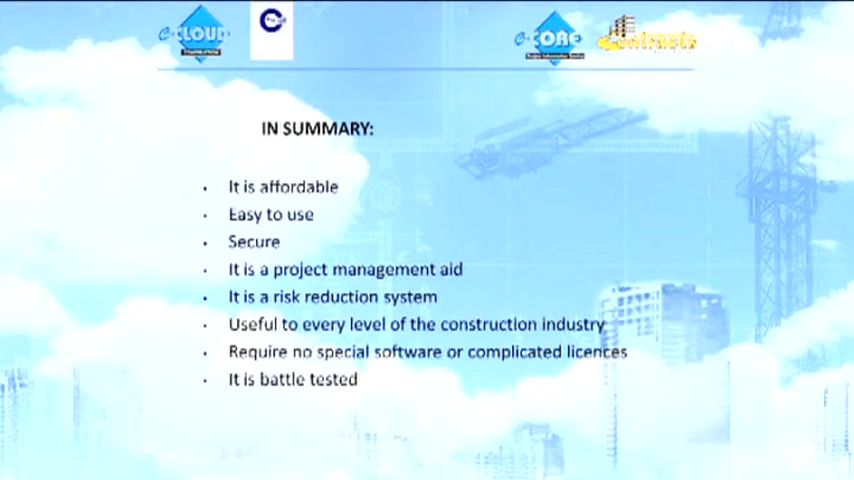 e-CLOUD
e-CORE
Contracts
IN SUMMARY:
• It is affordable
• Easy to use
• Secure
• It is a project management aid
• It is a risk reduction system
• Useful to every level of the construction industry
• Require no special software or complicated licences
• It is battle tested